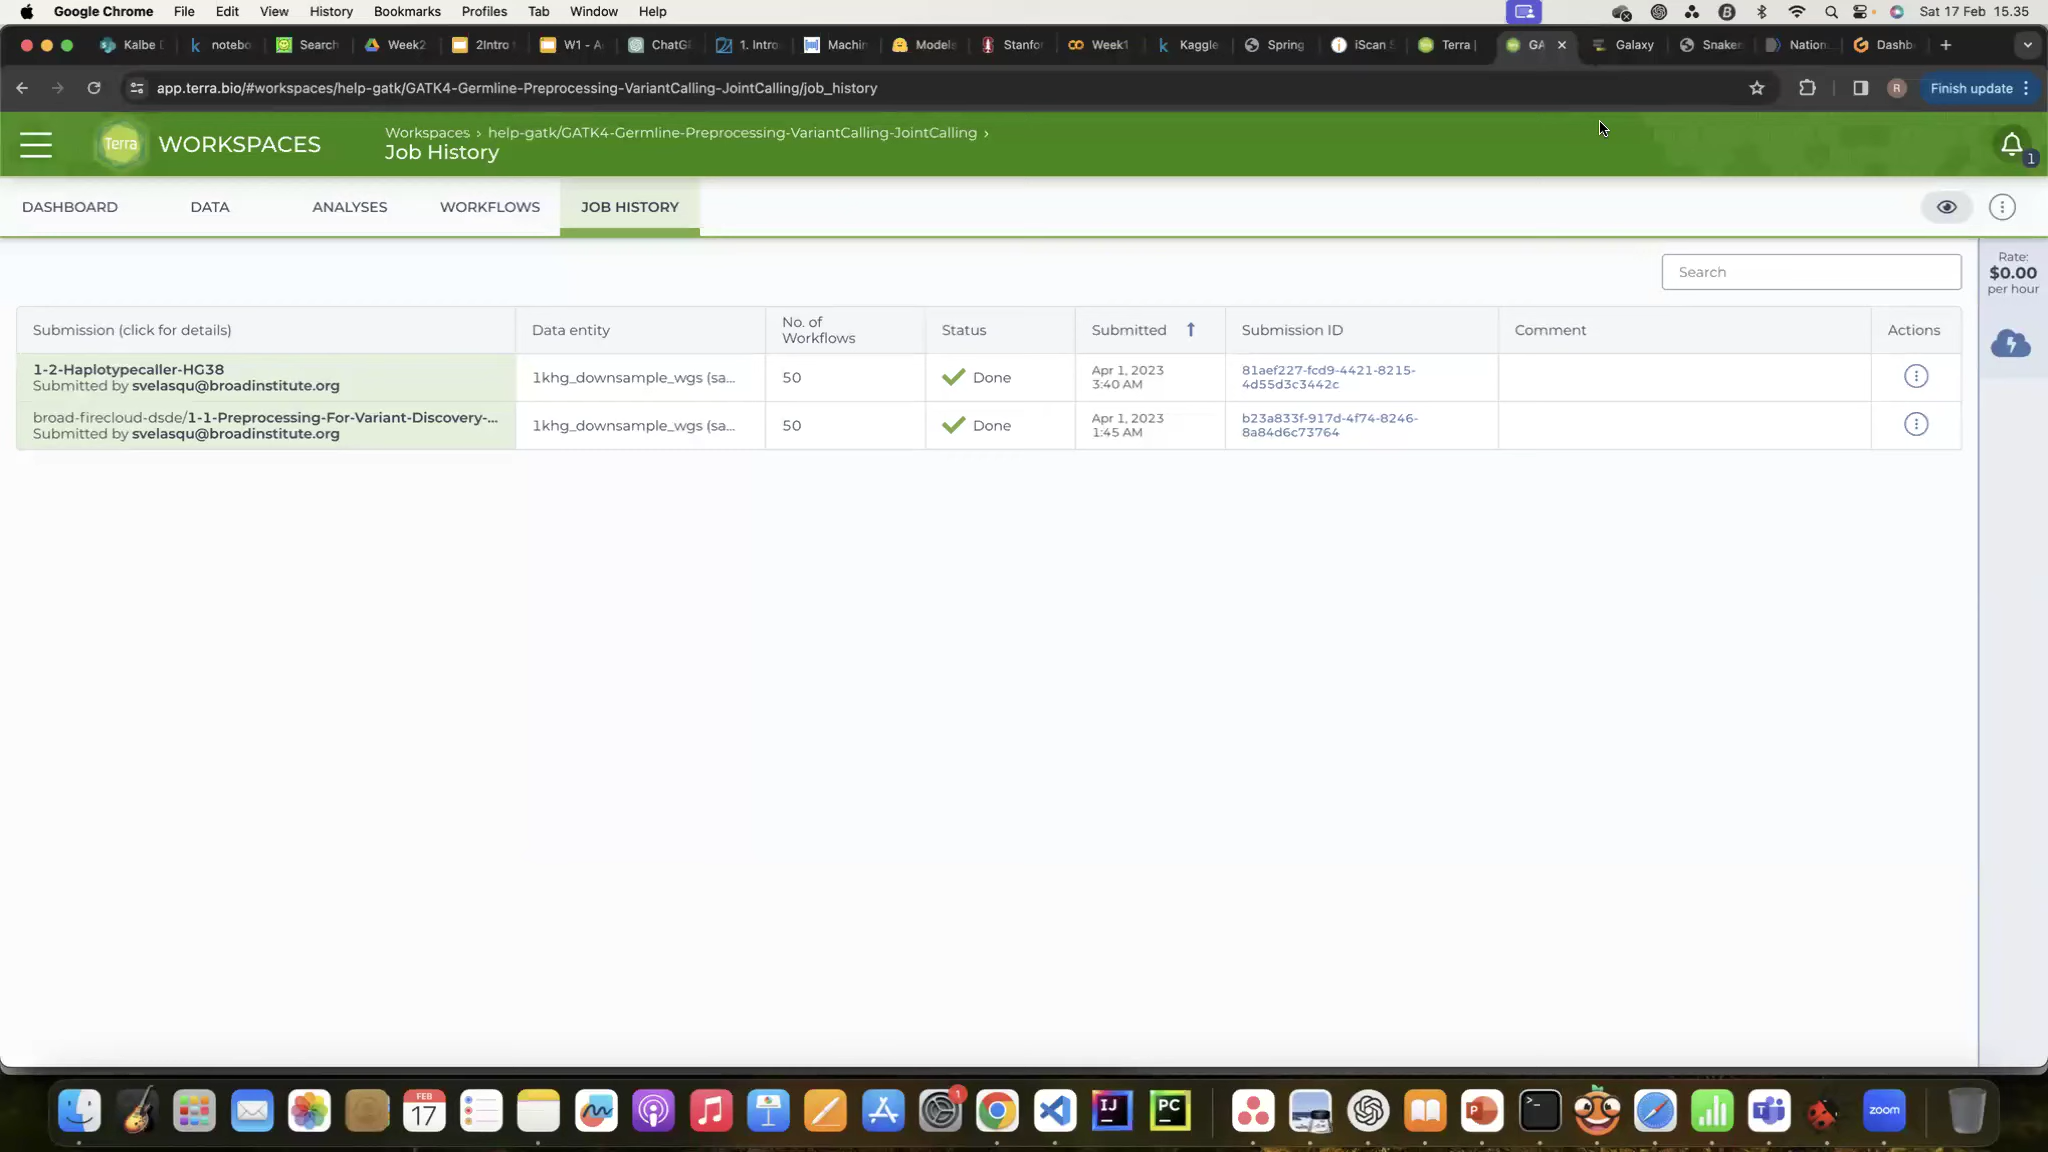 Google Chrome File Edit View History Bookmarks Profiles Tab Window Help Sat 17 Feb 15.35
Kalbe notebo Search Week2 2Intro W1 - A ChatG 1. Intro Machin Models Stanfo Week1 Kaggle Spring iScan S Terra | GA Galaxy Snake Nation Dashb
app.terra.bio/#workspaces/help-gatk/GATK4-Germline-Preprocessing-VariantCalling-JointCalling/job_history R Finish update
Terra WORKSPACES
Workspaces › help-gatk/GATK4-Germline-Preprocessing-VariantCalling-JointCalling ›
Job History
1
DASHBOARD DATA ANALYSES WORKFLOWS JOB HISTORY
Search
Rate:
$0.00
per hour
Submission (click for details) Data entity No. of Workflows Status Submitted Submission ID Comment Actions
1-2-Haplotypecaller-HG38
Submitted by svelasqu@broadinstitute.org
1khg_downsample_wgs (sa... 50 Done
Apr 1, 2023
3:40 AM
81aef227-fcd9-4421-8215-
4d55d3c3442c
broad-firecloud-dsde/1-1-Preprocessing-For-Variant-Discovery-...
Submitted by svelasqu@broadinstitute.org
1khg_downsample_wgs (sa... 50 Done
Apr 1, 2023
1:45 AM
b23a833f-917d-4f74-8246-
8a84d6c73764
FEB
17
1
IJ
PC
zoom